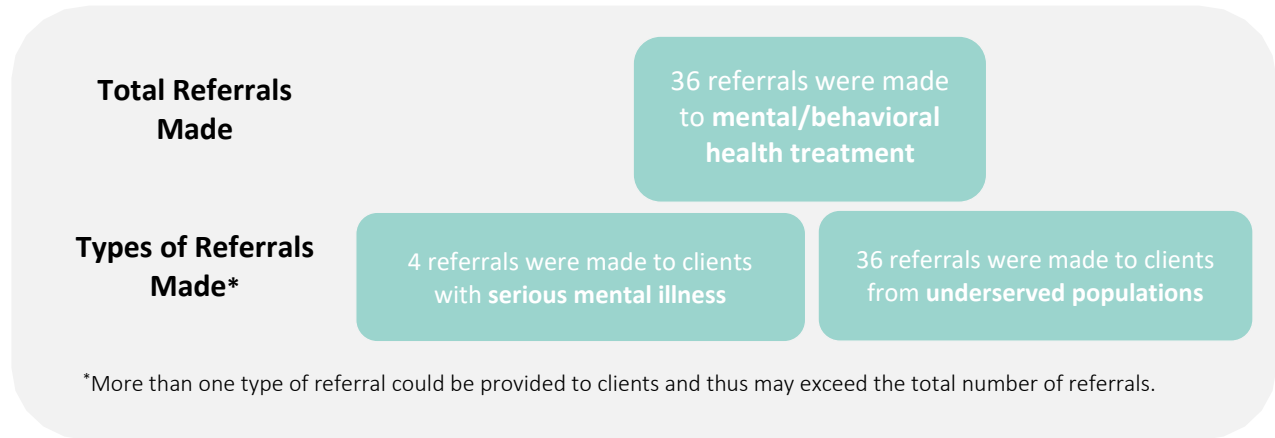 Total Referrals
Made
36 referrals were made
to mental/behavioral
health treatment
Types of Referrals
Made*
4 referrals were made to clients
with serious mental illness
36 referrals were made to clients
from underserved populations
*More than one type of referral could be provided to clients and thus may exceed the total number of referrals.